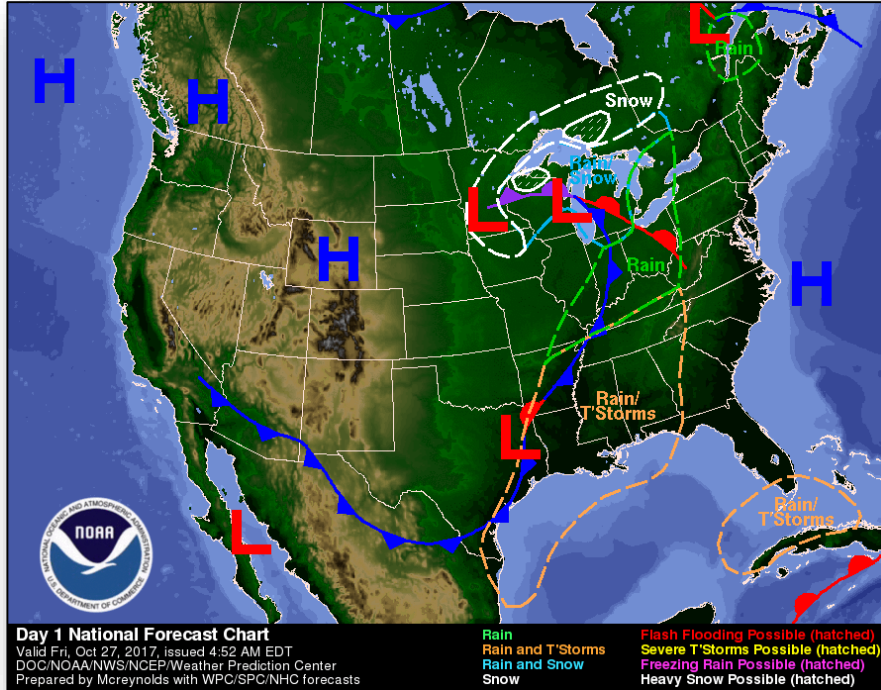 L
H
H
Rain
Snow
Rain/
Snow
L
L
H
Rain
H
Rain/
T'Storms
L
Rain/
T'Storms
L
NATIONAL OCEANIC AND ATMOSPHERIC ADMINISTRATION
NOAA
U.S. DEPARTMENT OF COMMERCE
Day 1 National Forecast Chart
Valid Fri, Oct 27, 2017, issued 4:52 AM EDT
DOC/NOAA/NWS/NCEP/Weather Prediction Center
Prepared by Mcreynolds with WPC/SPC/NHC forecasts
Rain
Rain and T'Storms
Rain and Snow
Snow
Flash Flooding Possible (hatched)
Severe T'Storms Possible (hatched)
Freezing Rain Possible (hatched)
Heavy Snow Possible (hatched)